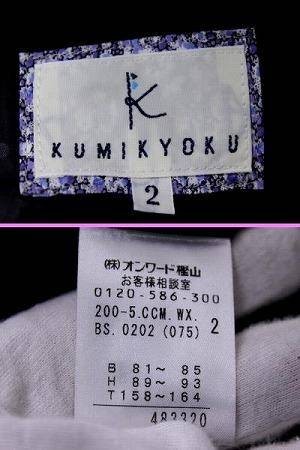 K
KUMIKYOKU
2
(株)オンワード樫山
お客様相談室
0120-586-300
200-5.CCM.WX. 2
BS. 0202 (075)
B 81~ 85
H 89~ 93
T158~164
483320